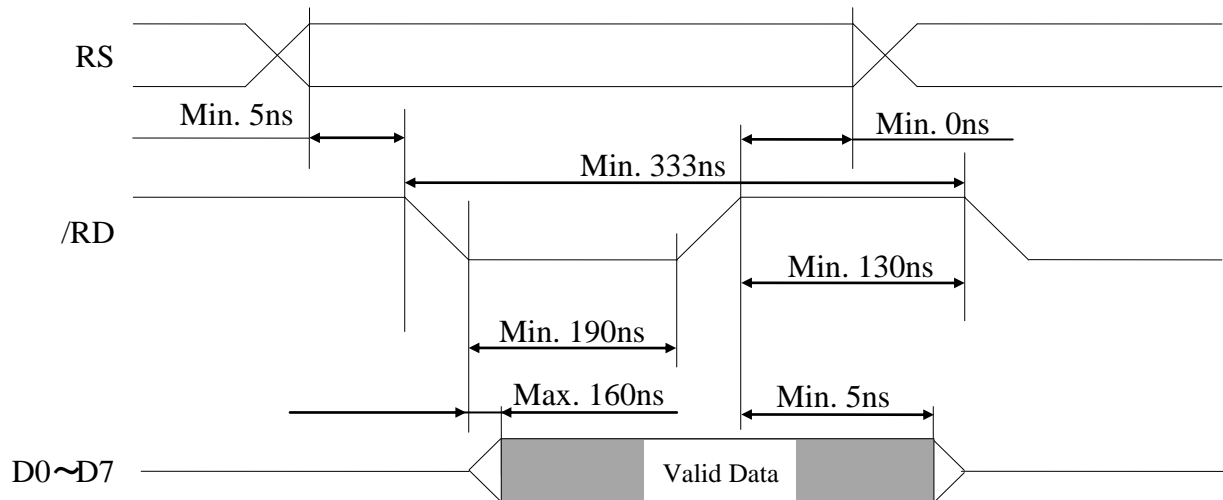 RS
Min. 5ns
Min. 0ns
Min. 333ns
/RD
Min. 130ns
Min. 190ns
Max. 160ns
Min. 5ns
D0～D7
Valid Data